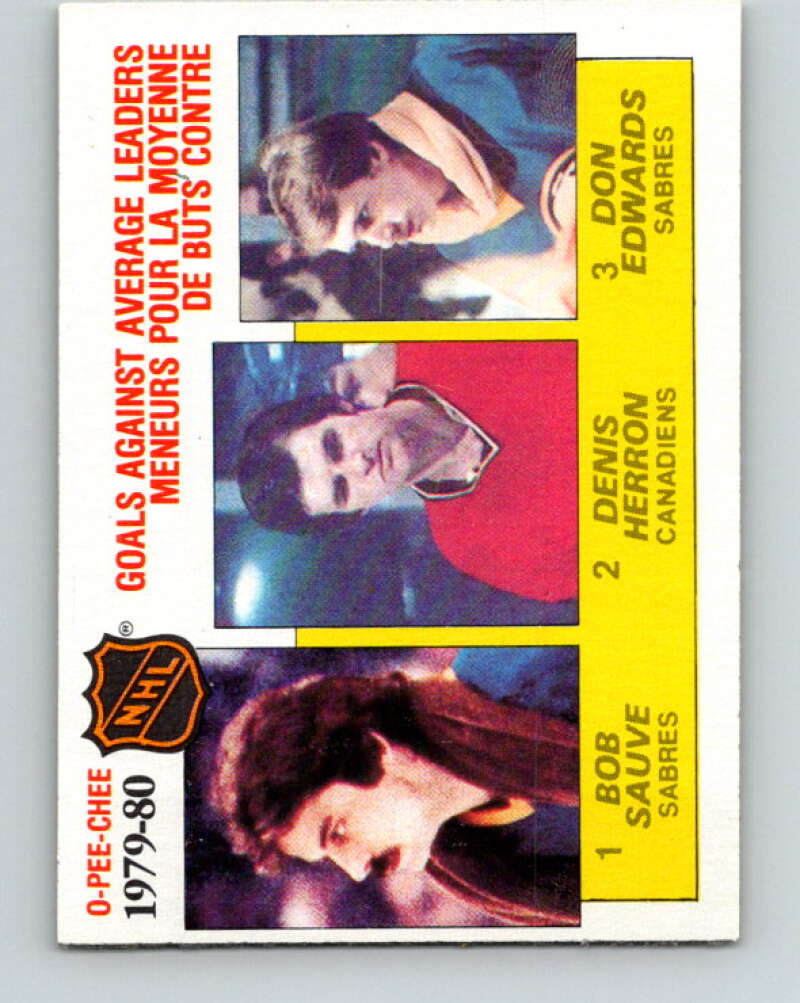 O-PEE-CHEE
1979-80
NHL
®
GOALS AGAINST AVERAGE LEADERS
MENEURS POUR LA MOYENNE
DE BUTS CONTRE
1 BOB
SAUVE
SABRES
2 DENIS
HERRON
CANADIENS
3 DON
EDWARDS
SABRES